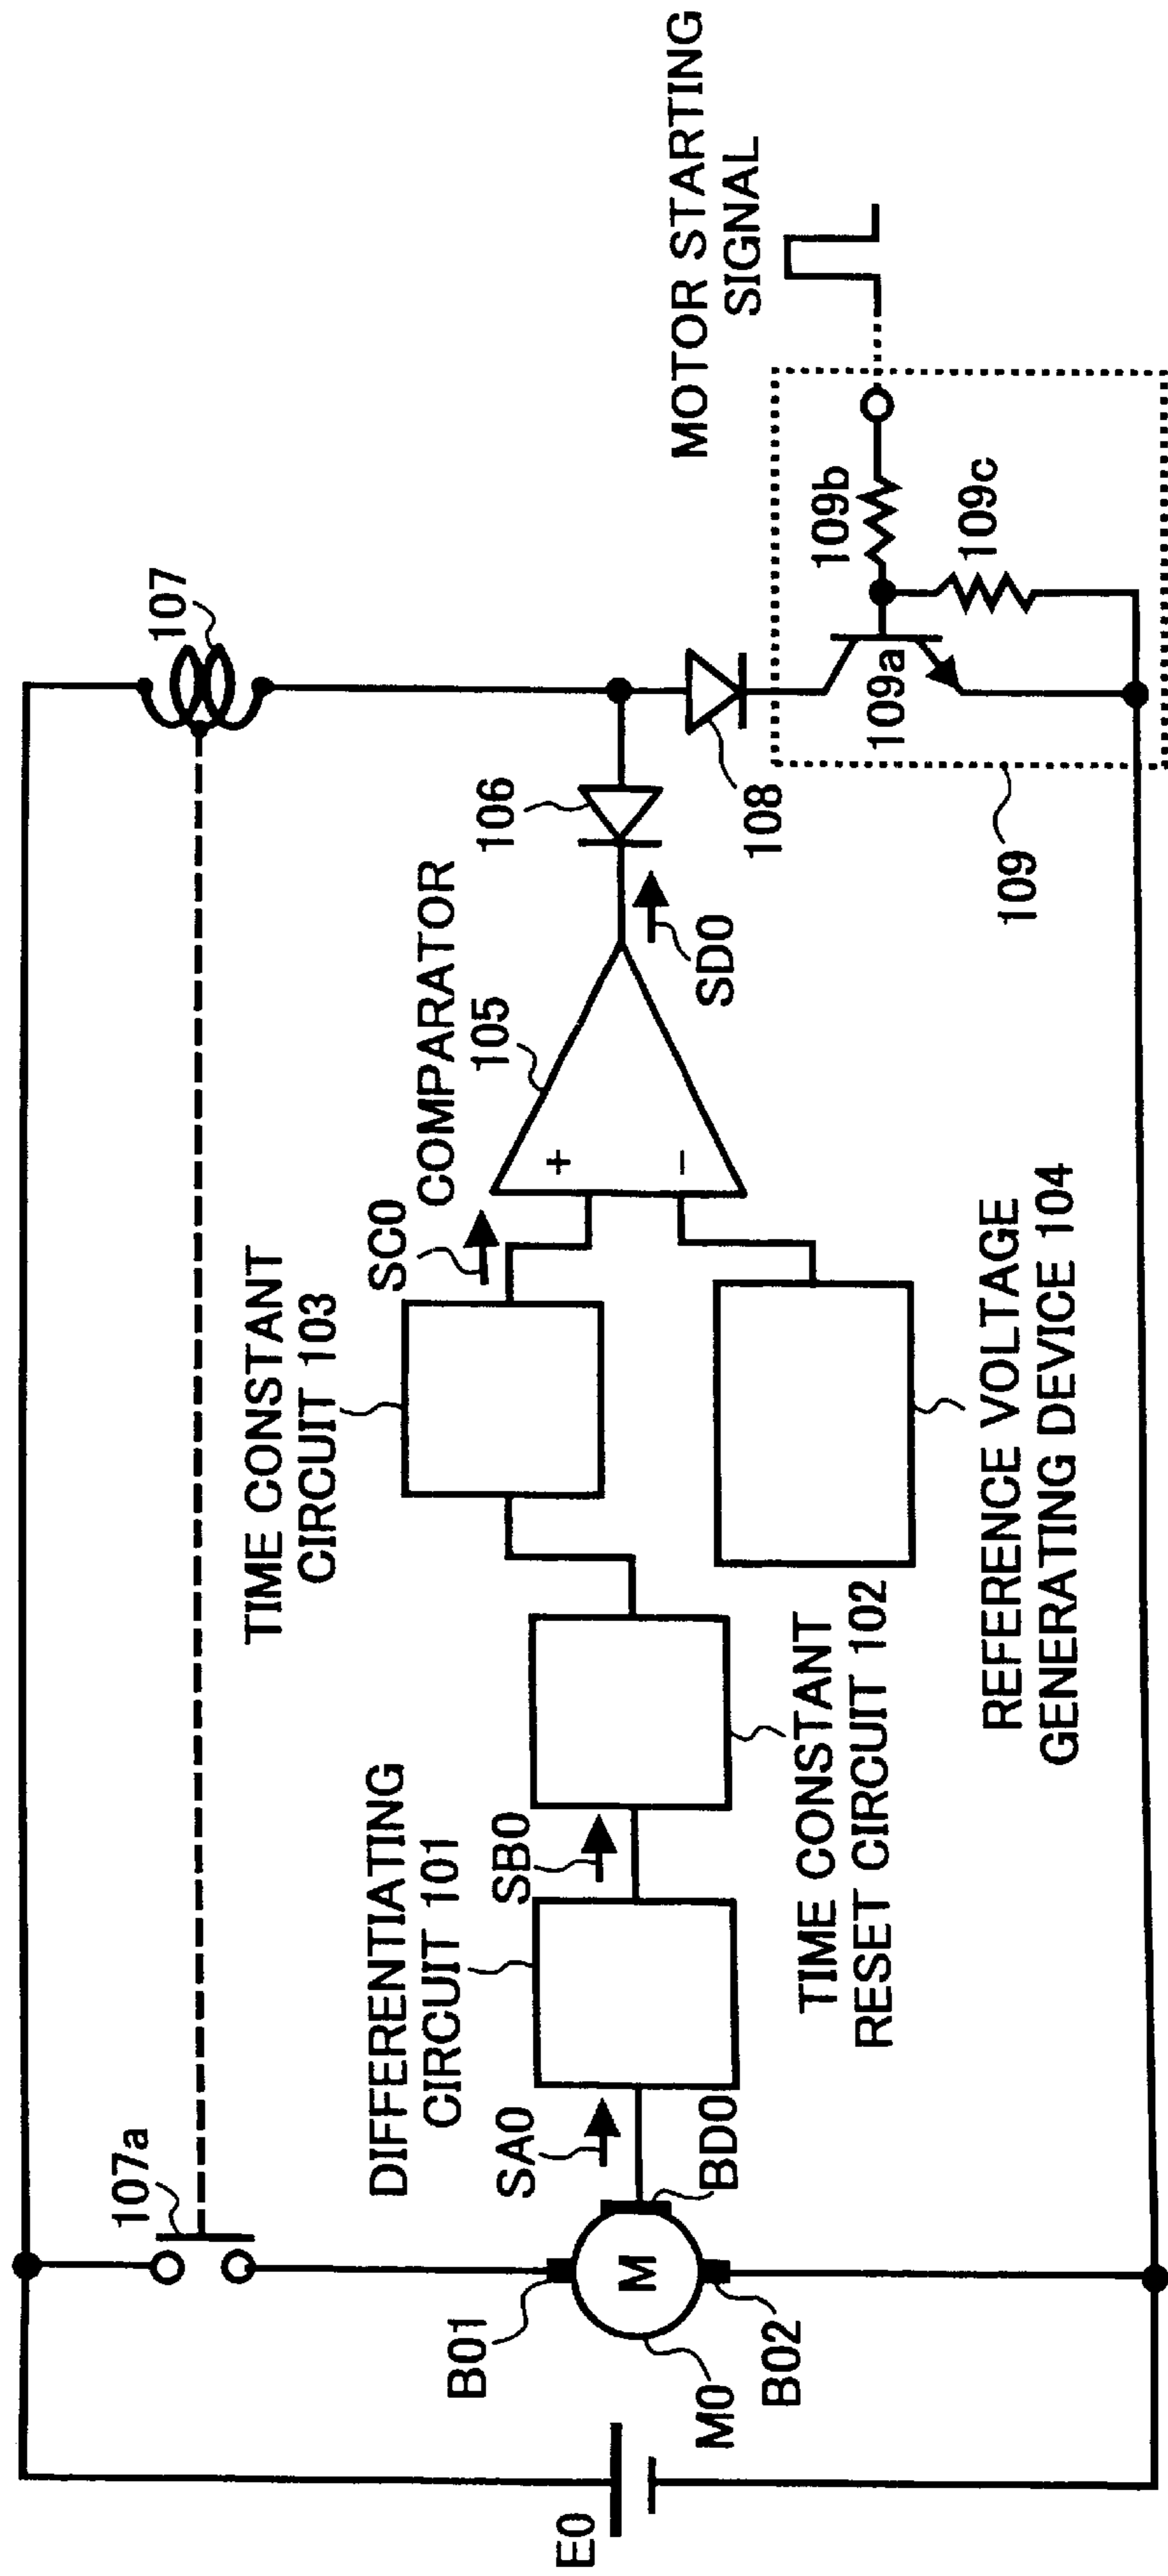 E0
107a
B01
M
M0
B02
BD0
SA0
DIFFERENTIATING
CIRCUIT 101
SB0
TIME CONSTANT
RESET CIRCUIT 102
TIME CONSTANT
CIRCUIT 103
SC0
REFERENCE VOLTAGE
GENERATING DEVICE 104
COMPARATOR
105
+
−
SD0
106
107
108
109
109a
109b
109c
MOTOR STARTING
SIGNAL